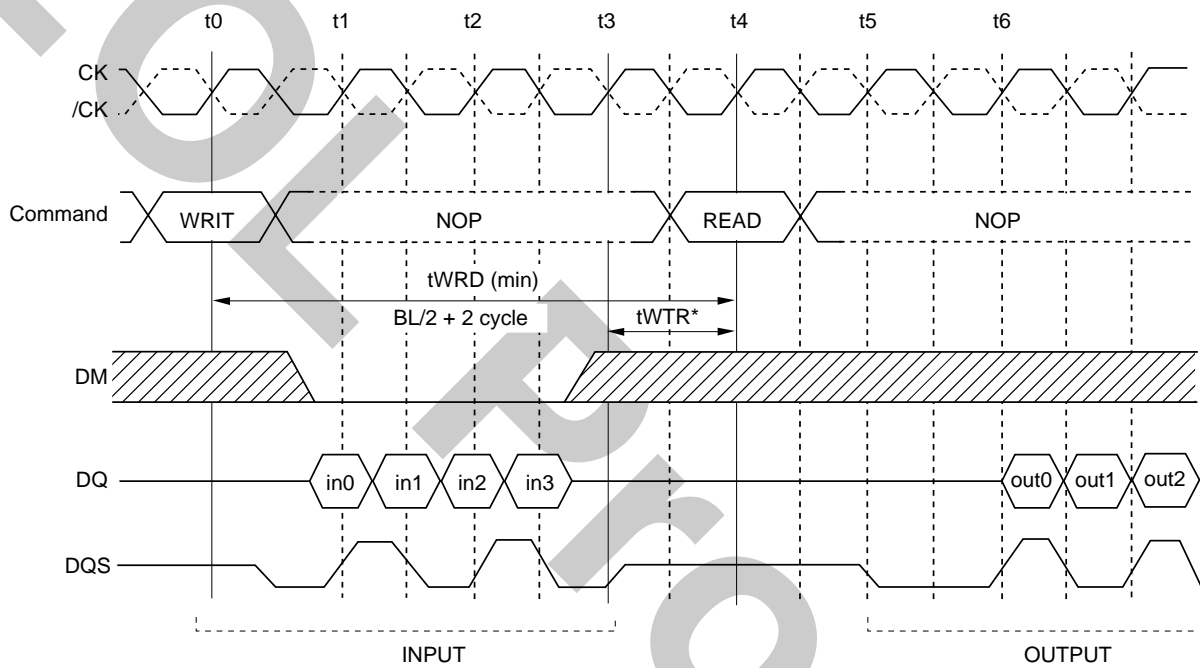 t0 t1 t2 t3 t4 t5 t6
CK
/CK
Command WRIT NOP READ NOP
tWRD (min)
BL/2 + 2 cycle tWTR*
DM
DQ in0 in1 in2 in3 out0 out1 out2
DQS
INPUT OUTPUT